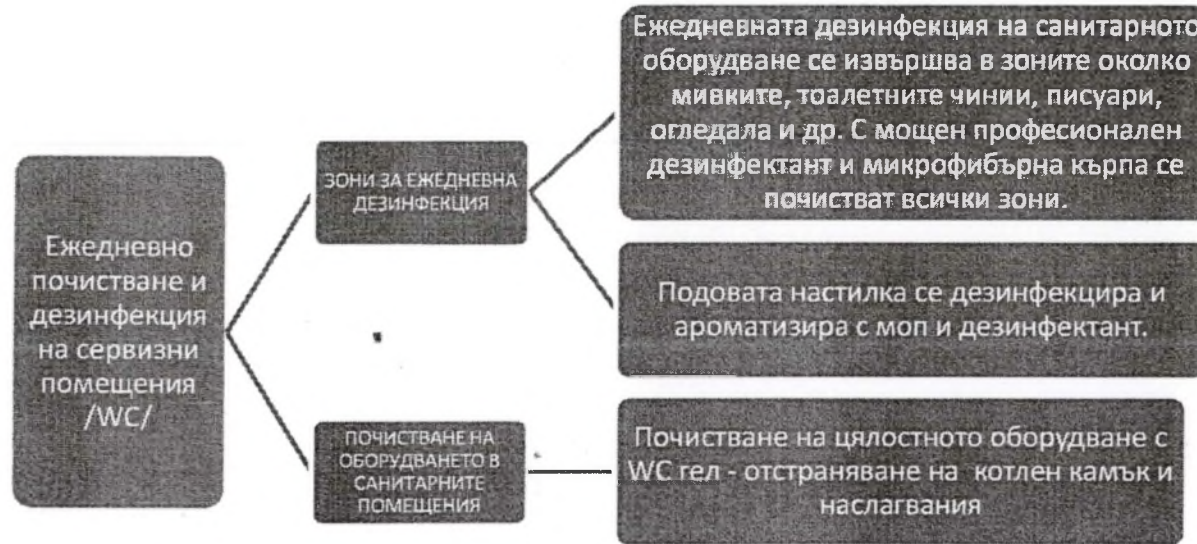 Ежедневно
почистване и
дезинфекция
на сервизни
помещения
/WC/
ЗОНИ ЗА ЕЖЕДНЕВНА
ДЕЗИНФЕКЦИЯ
Ежедневната дезинфекция на санитарното
оборудване се извършва в зоните около
мивките, тоалетните чинии, писуари,
огледала и др. С мощен професионален
дезинфектант и микрофибърна кърпа се
почистват всички зони.
Подовата настилка се дезинфекцира и
ароматизира с моп и дезинфектант.
ПОЧИСТВАНЕ НА
ОБОРУДВАНЕТО В
САНИТАРНИТЕ
ПОМЕЩЕНИЯ
Почистване на цялостното оборудване с
WC гел - отстраняване на котлен камък и
наслагвания